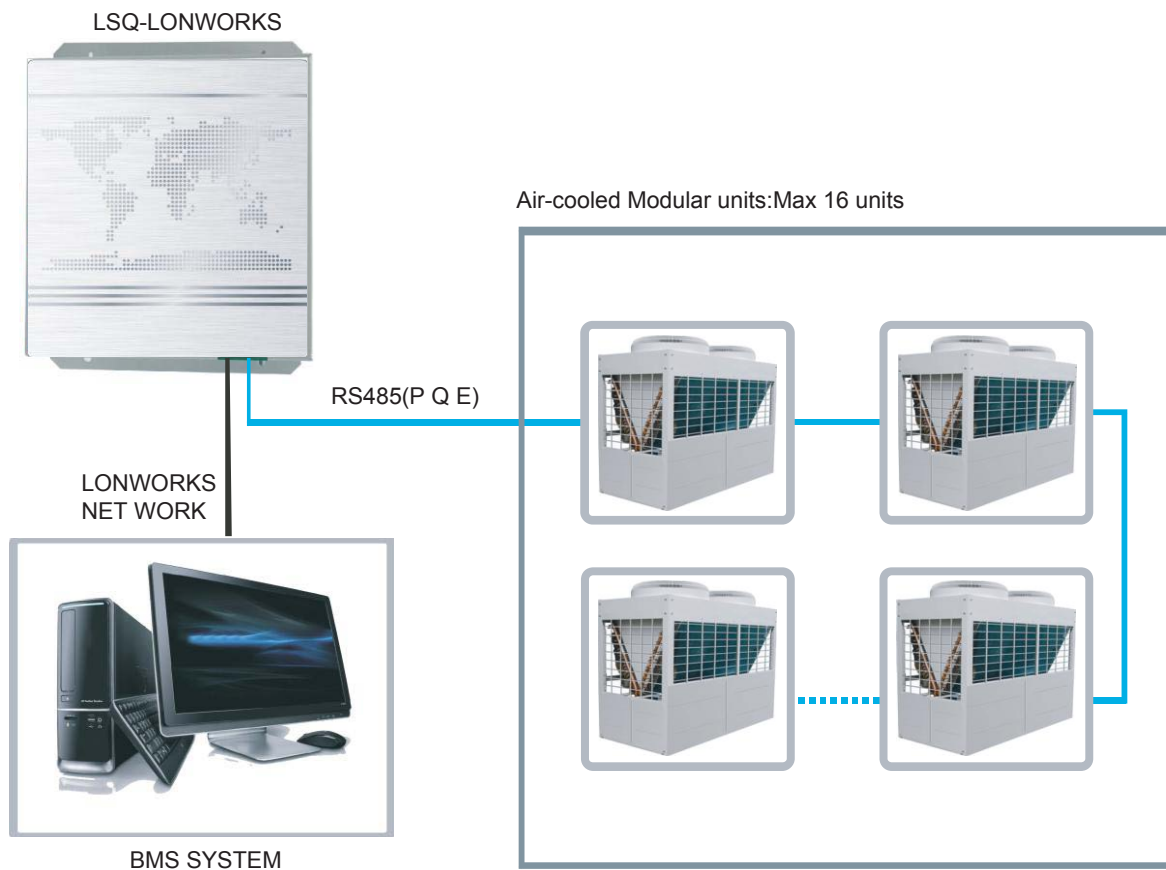 LSQ-LONWORKS
Air-cooled Modular units:Max 16 units
RS485(P Q E)
LONWORKS
NET WORK
BMS SYSTEM